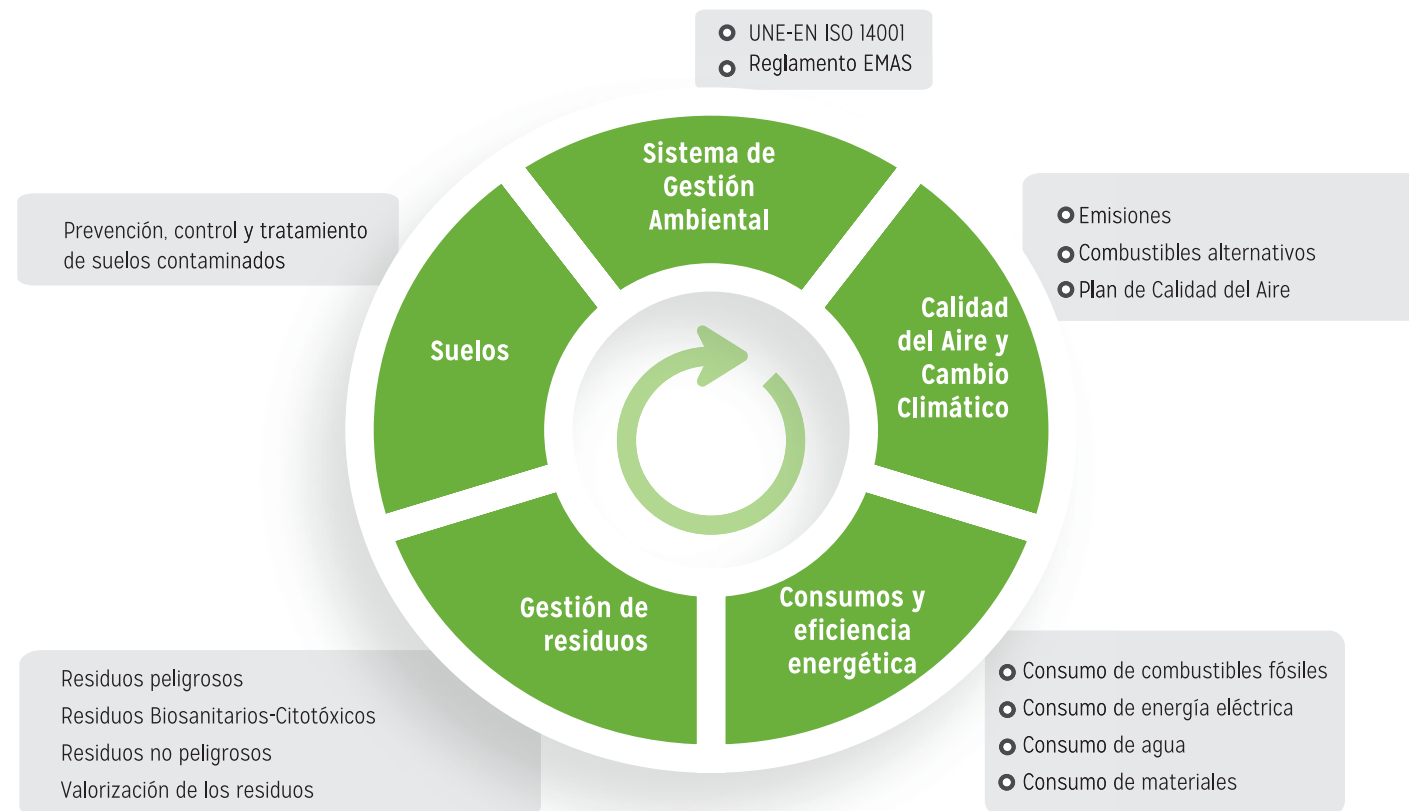 UNE-EN ISO 14001
Reglamento EMAS
Sistema de
Gestión
Ambiental
Emisiones
Combustibles alternativos
Plan de Calidad del Aire
Calidad
del Aire y
Cambio
Climático
Prevención, control y tratamiento
de suelos contaminados
Suelos
Consumos y
eficiencia
energética
Consumo de combustibles fósiles
Consumo de energía eléctrica
Consumo de agua
Consumo de materiales
Gestión de
residuos
Residuos peligrosos
Residuos Biosanitarios-Citotóxicos
Residuos no peligrosos
Valorización de los residuos